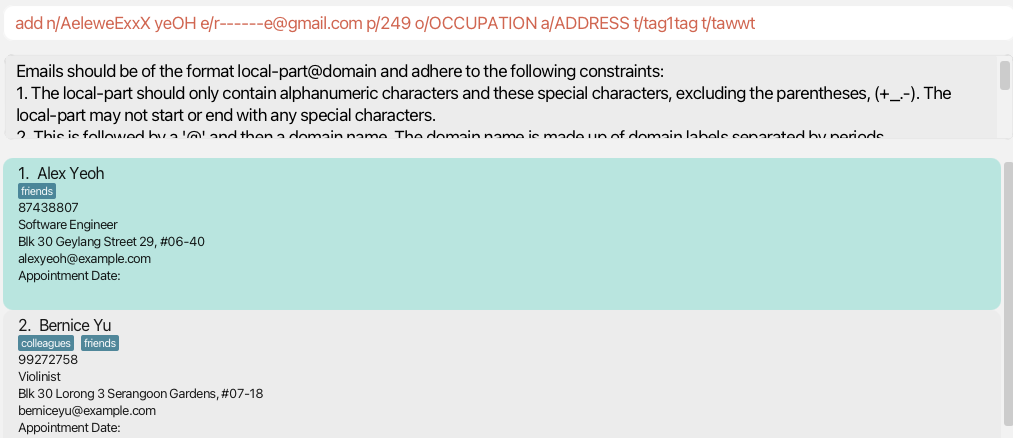 add n/AeleweExxX yeOH e/r------e@gmail.com p/249 o/OCCUPATION a/ADDRESS t/tag1tag t/tawwt
Emails should be of the format local-part@domain and adhere to the following constraints:
1. The local-part should only contain alphanumeric characters and these special characters, excluding the parentheses, (+_.-). The
local-part may not start or end with any special characters.
2. This is followed by a '@' and then a domain name. The domain name is made up of domain labels separated by periods.
1. Alex Yeoh
friends
87438807
Software Engineer
Blk 30 Geylang Street 29, #06-40
alexyeoh@example.com
Appointment Date:
2. Bernice Yu
colleagues friends
99272758
Violinist
Blk 30 Lorong 3 Serangoon Gardens, #07-18
berniceyu@example.com
Appointment Date: